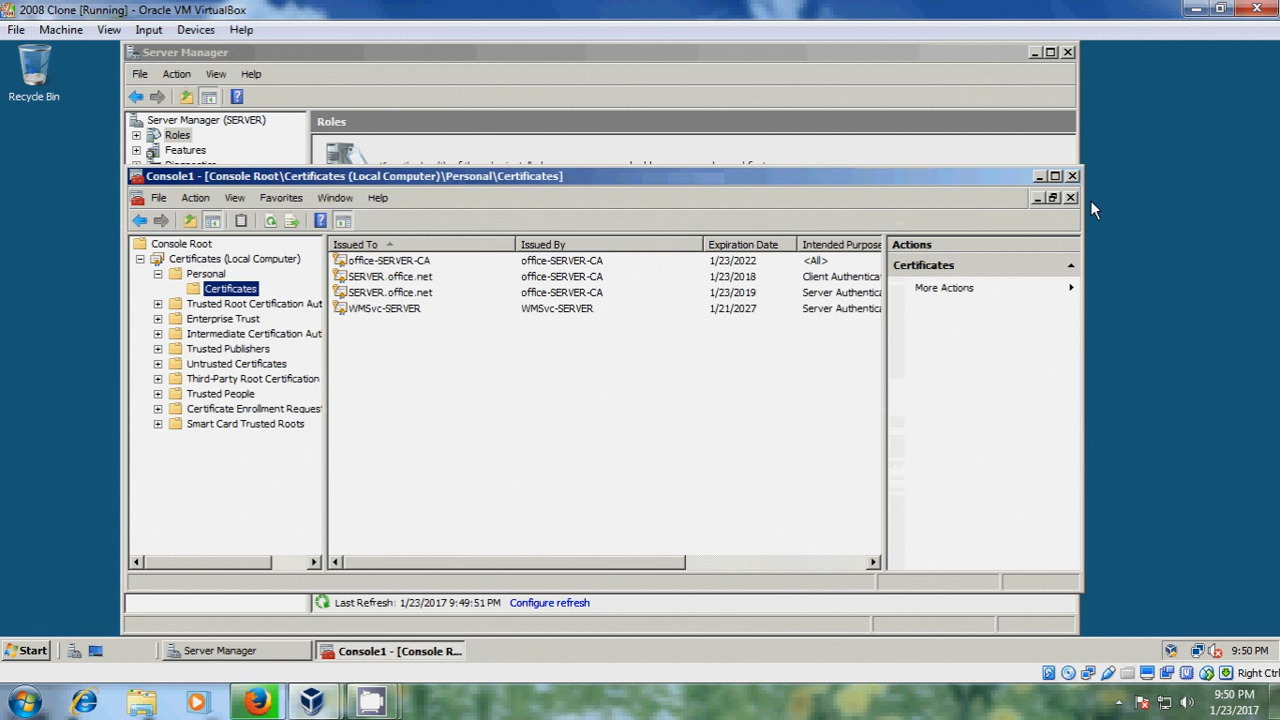 2008 Clone [Running] - Oracle VM VirtualBox
File Machine View Input Devices Help
Recycle Bin
Server Manager
File Action View Help
Server Manager (SERVER)
Roles
Features
Roles
Console1 - [Console Root\Certificates (Local Computer)\Personal\Certificates]
File Action View Favorites Window Help
Console Root
Certificates (Local Computer)
Personal
Certificates
Trusted Root Certification Aut
Enterprise Trust
Intermediate Certification Aut
Trusted Publishers
Untrusted Certificates
Third-Party Root Certification
Trusted People
Certificate Enrollment Reques
Smart Card Trusted Roots
Issued To Issued By Expiration Date Intended Purpose
office-SERVER-CA office-SERVER-CA 1/23/2022 <All>
SERVER.office.net office-SERVER-CA 1/23/2018 Client Authentica
SERVER.office.net office-SERVER-CA 1/23/2019 Server Authentica
WMSvc-SERVER WMSvc-SERVER 1/21/2027 Server Authentica
Actions
Certificates
More Actions
Last Refresh: 1/23/2017 9:49:51 PM Configure refresh
Start Server Manager Console1 - [Console R... 9:50 PM
Right Ctrl
9:50 PM
1/23/2017